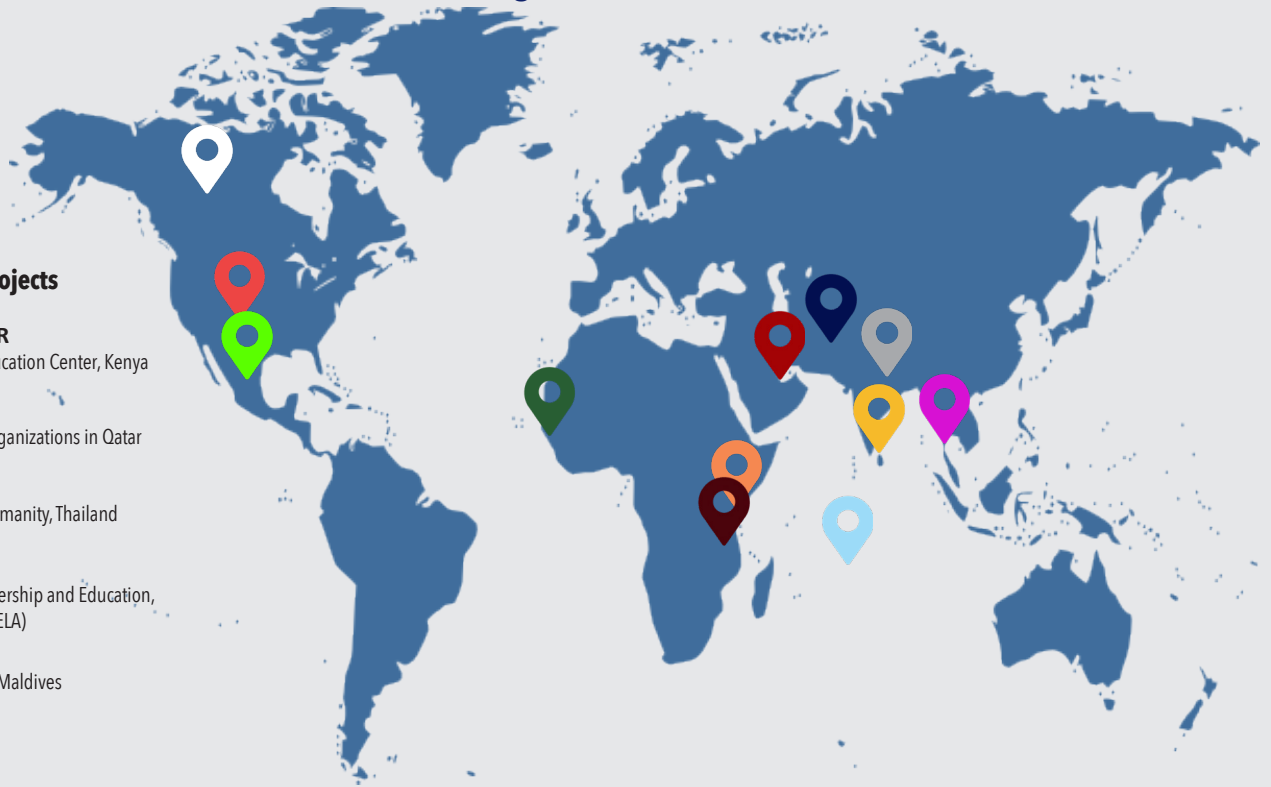 ojects
R
cation Center, Kenya
ganizations in Qatar
manity, Thailand
ership and Education,
ELA)
Maldives